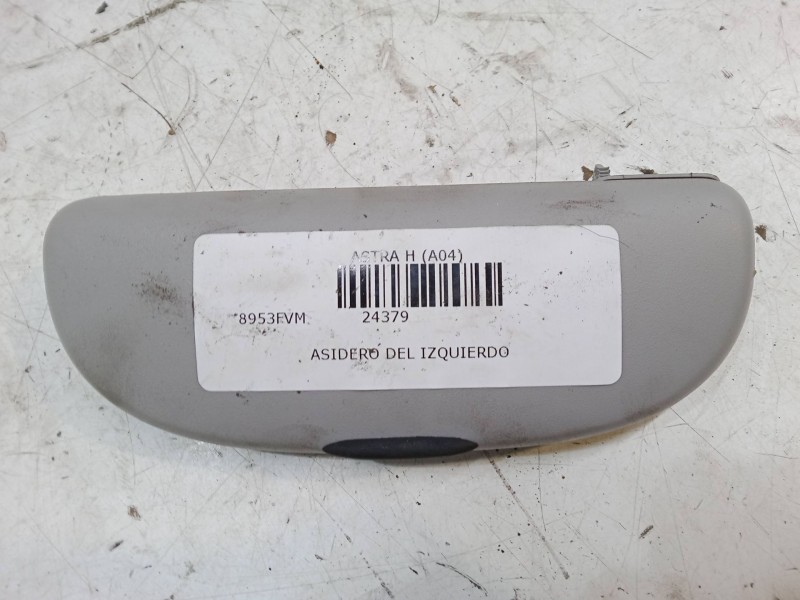 ASTRA H (A04)
8953FVM 24379
ASIDERO DEL IZQUIERDO